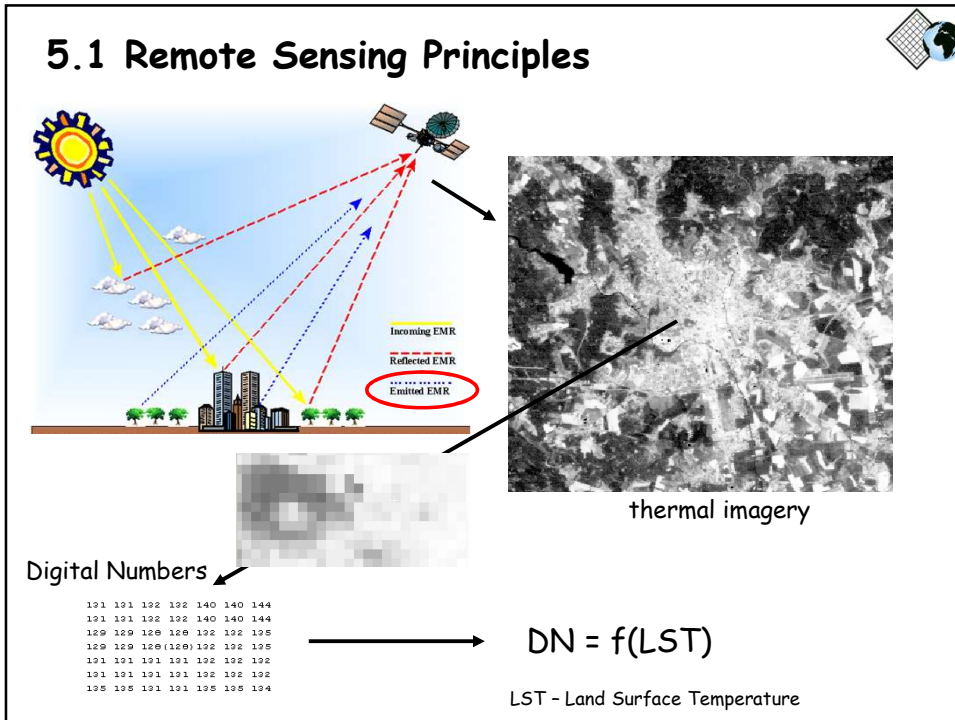 5.1 Remote Sensing Principles
Incoming EMR
Reflected EMR
Emitted EMR
thermal imagery
Digital Numbers
131 131 132 132 140 140 144
131 131 132 132 140 140 144
129 129 128 128 132 132 135
129 129 128(128)132 132 135
131 131 131 131 132 132 132
131 131 131 131 132 132 132
135 135 131 131 135 135 134
DN = f(LST)
LST – Land Surface Temperature